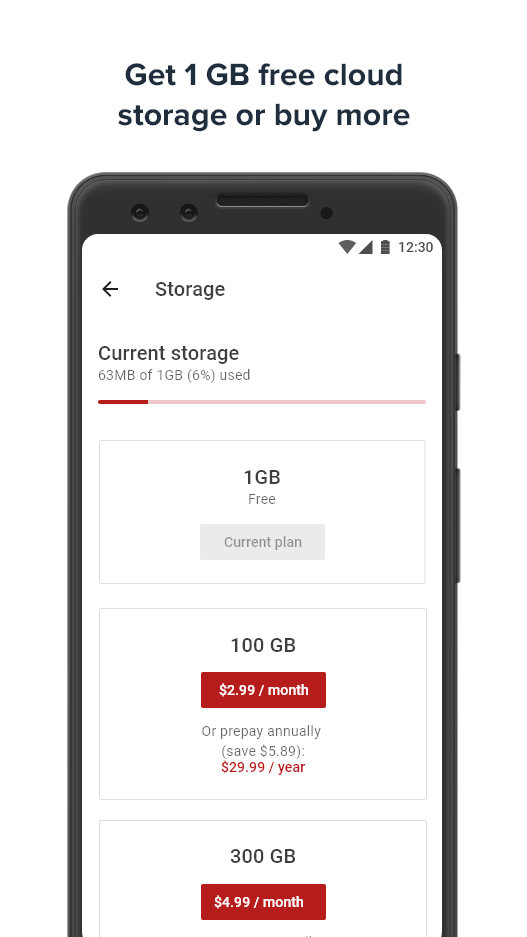 Get 1 GB free cloud
storage or buy more
12:30
Storage
Current storage
63MB of 1GB (6%) used
1GB
Free
Current plan
100 GB
$2.99 / month
Or prepay annually
(save $5.89):
$29.99 / year
300 GB
$4.99 / month